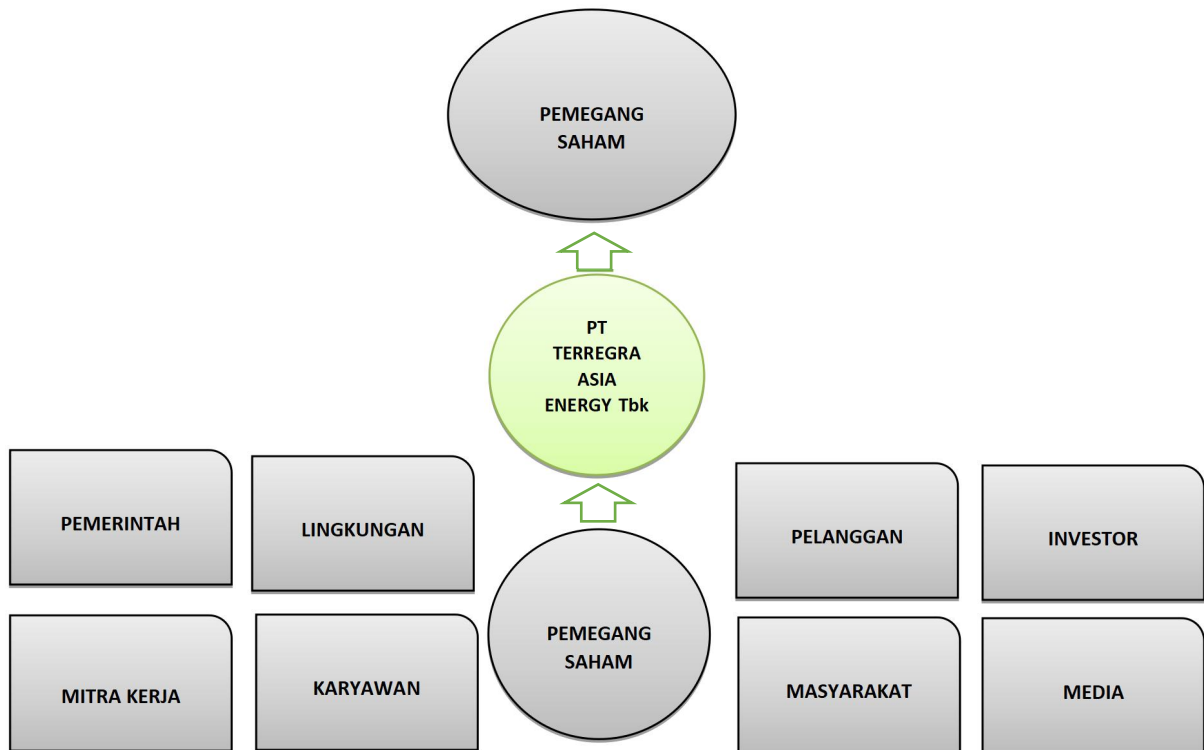 PEMEGANG
SAHAM
PT
TERREGRA
ASIA
ENERGY Tbk
PEMERINTAH
LINGKUNGAN
PELANGGAN
INVESTOR
MITRA KERJA
KARYAWAN
PEMEGANG
SAHAM
MASYARAKAT
MEDIA